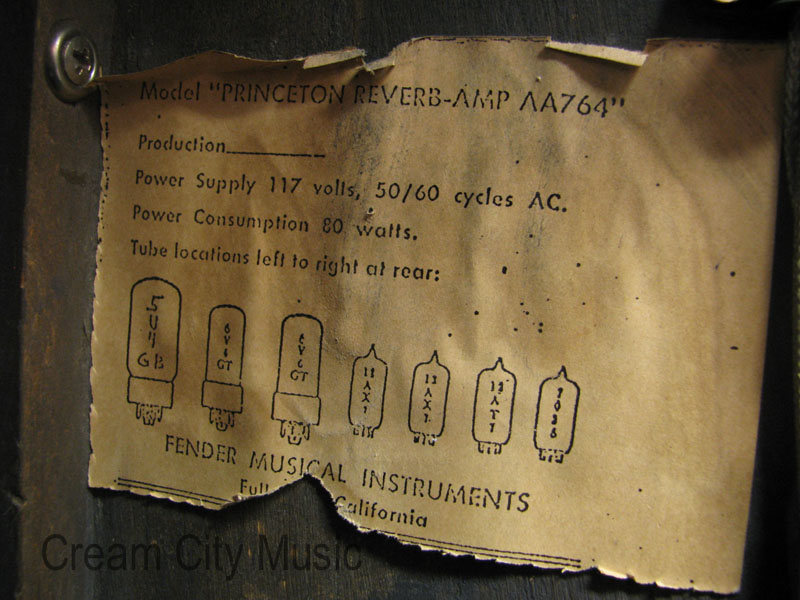 Model "PRINCETON REVERB-AMP AA764"
Production
Power Supply 117 volts, 50/60 cycles AC.
Power Consumption 80 watts.
Tube locations left to right at rear:
5U4GB 6V6GT 6V6GT 12AX7 12AX7 12AT7 7025
FENDER MUSICAL INSTRUMENTS
Full California
Cream City Music